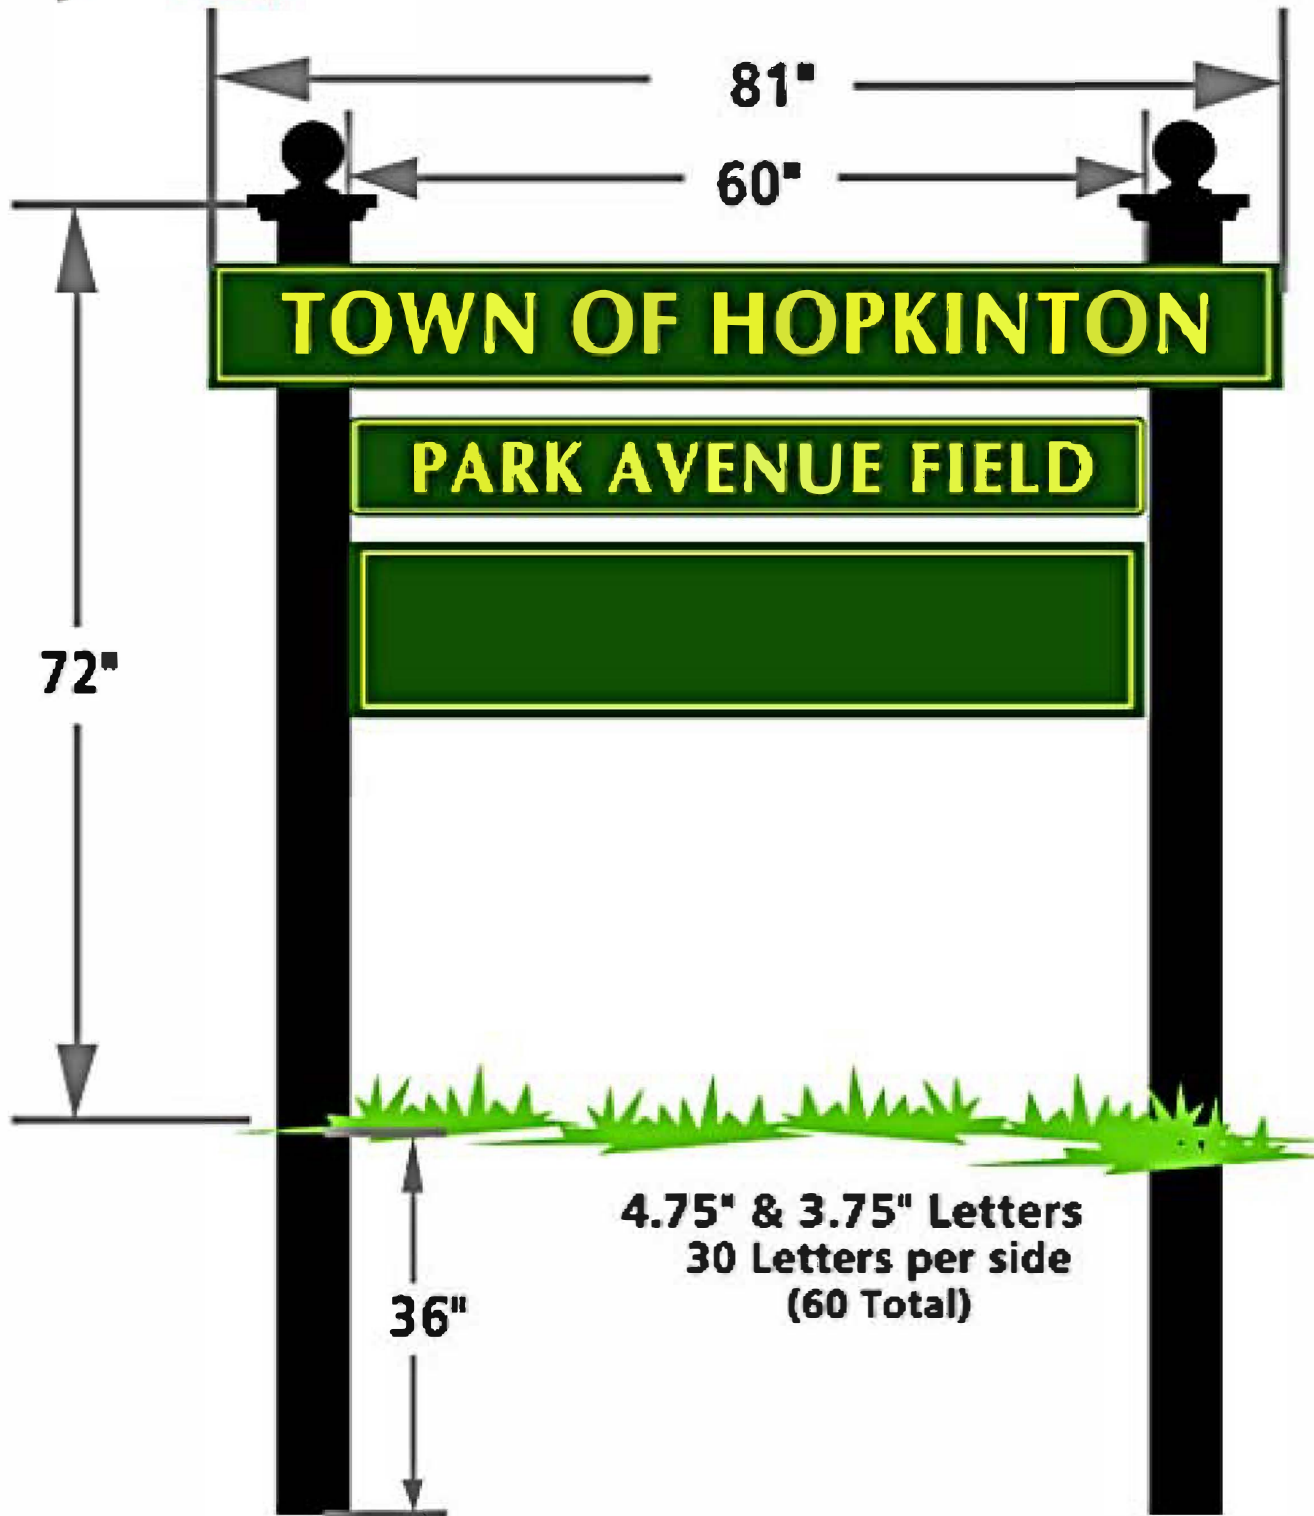 81"
60"
TOWN OF HOPKINTON
PARK AVENUE FIELD
72"
4.75" & 3.75" Letters
30 Letters per side
(60 Total)
36"